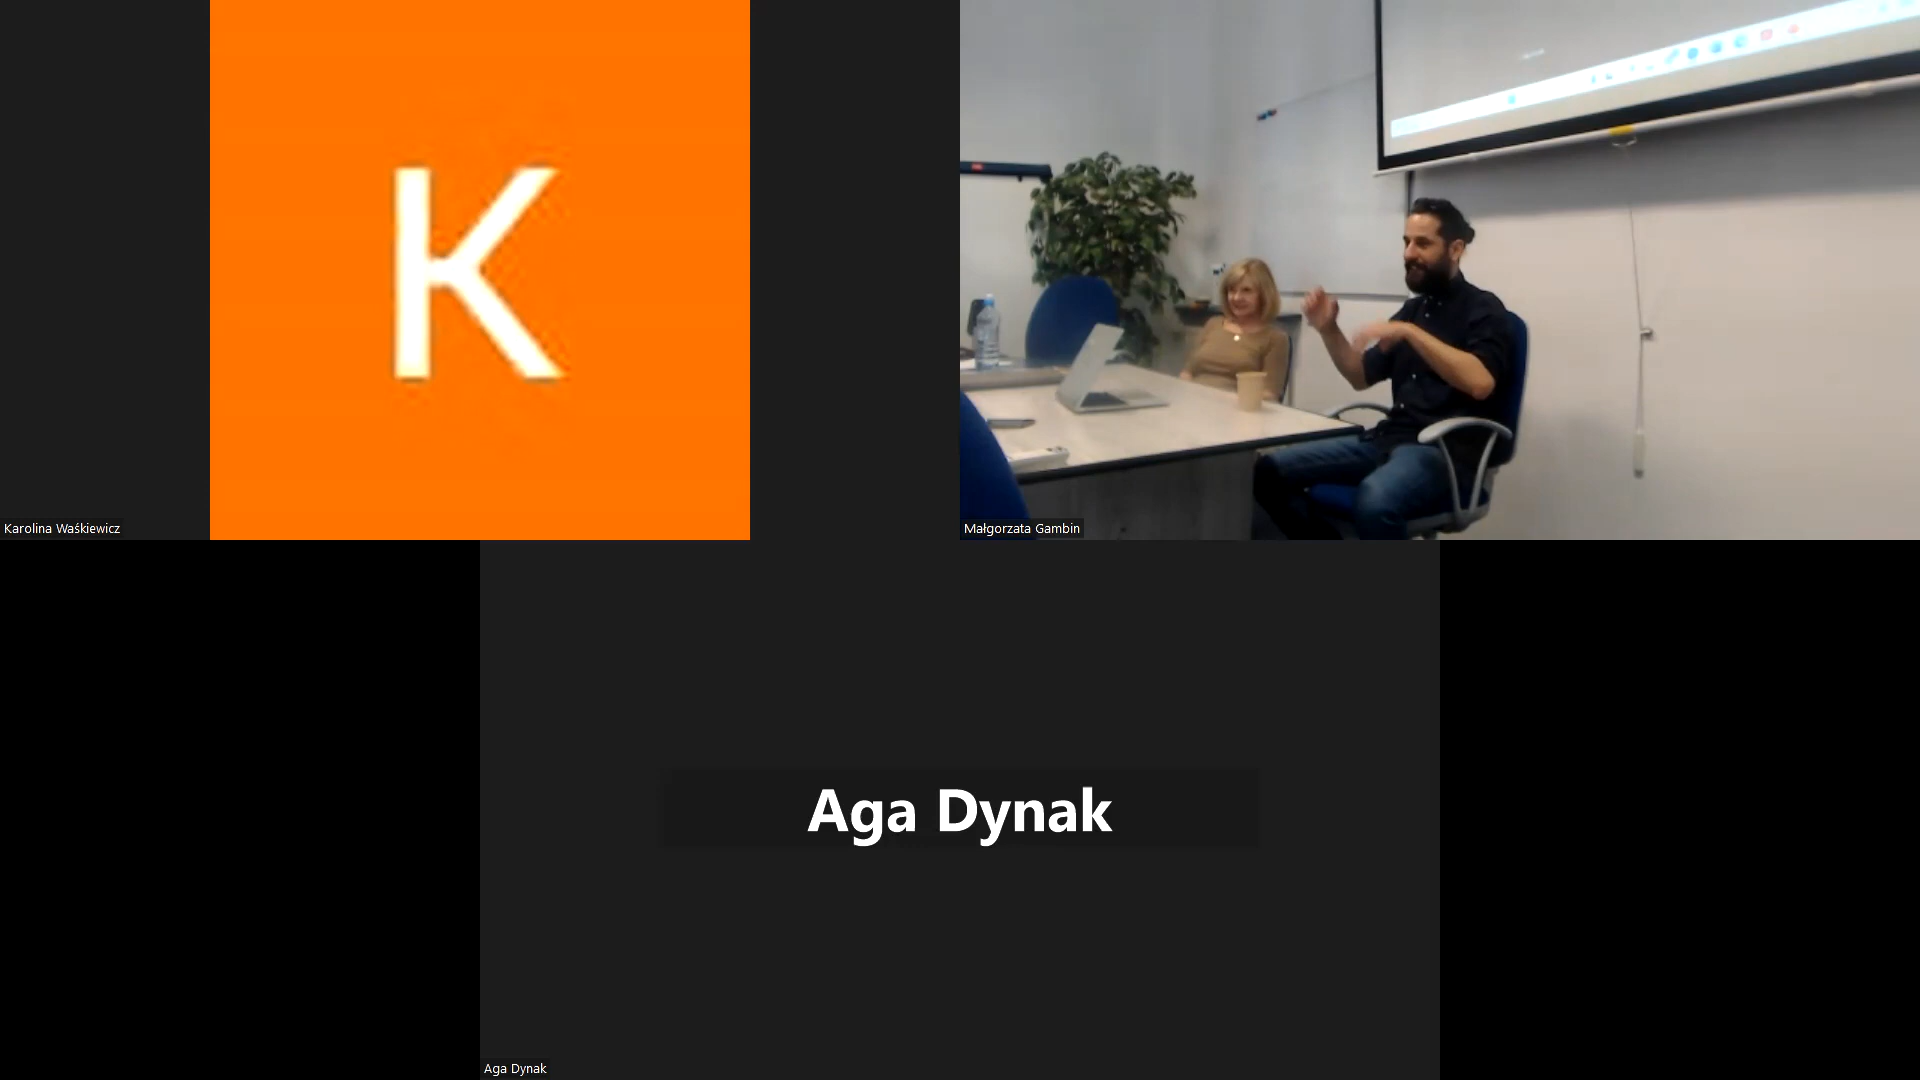 K
Karolina Waśkiewicz
Małgorzata Gambin
Aga Dynak
Aga Dynak